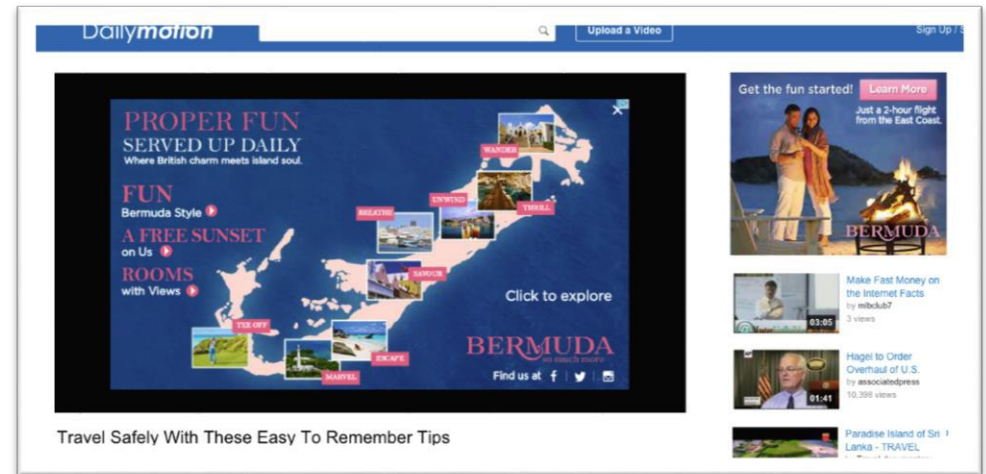 Dailymotion
Upload a Video
Sign Up / S
PROPER FUN
SERVED UP DAILY
Where British charm meets island soul.
FUN
Bermuda Style
A FREE SUNSET
on Us
ROOMS
with Views
WANDER
THRILL
UNWIND
BREATHE
SAVOUR
TEE OFF
ESCAPE
MARVEL
Click to explore
BERMUDA
so much more
Find us at
Travel Safely With These Easy To Remember Tips
Get the fun started!
Learn More
Just a 2-hour flight
from the East Coast.
BERMUDA
03:05
Make Fast Money on
the Internet Facts
by mibclub7
3 views
01:41
Hagel to Order
Overhaul of U.S.
by associatedpress
10,398 views
Paradise Island of Sri
Lanka - TRAVEL